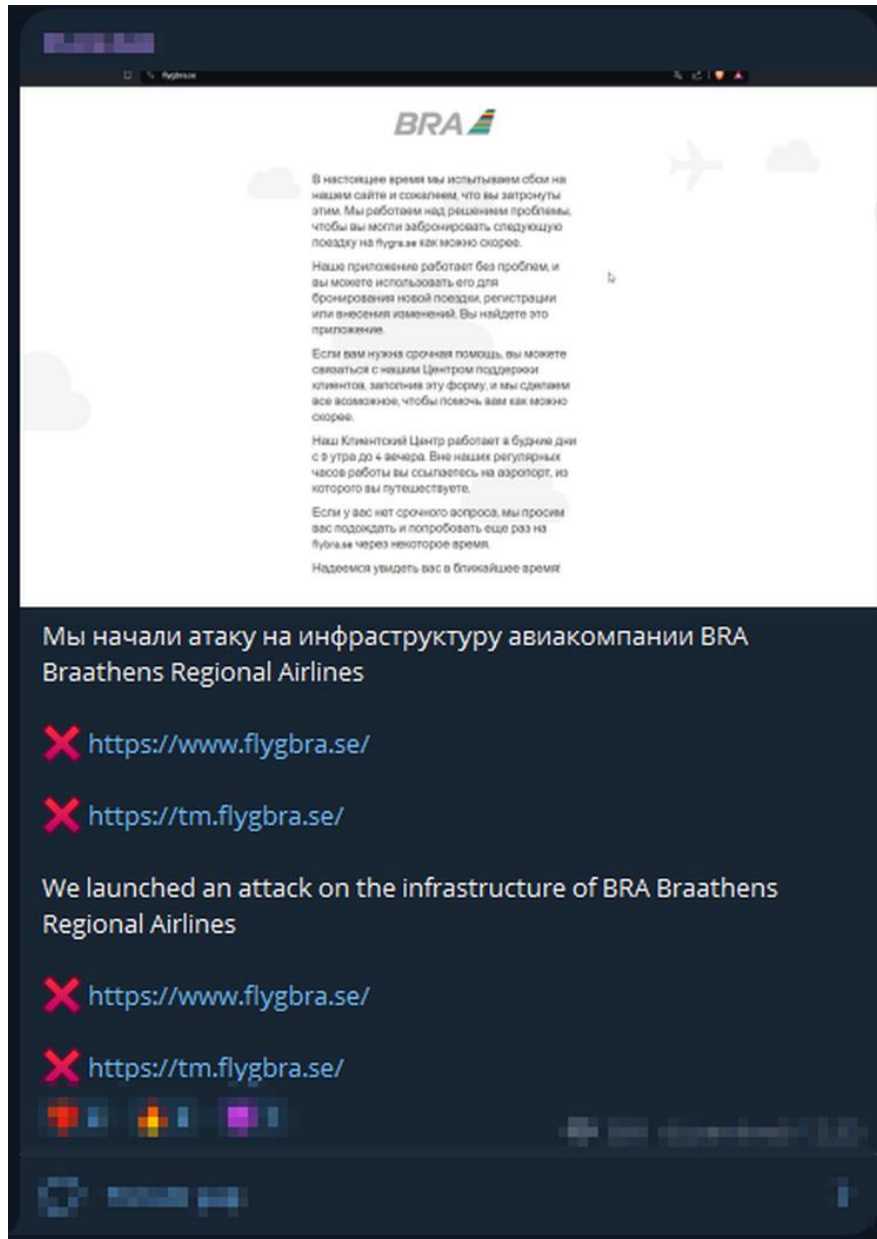 flygbra.se
BRA
В настоящее время мы испытываем сбои на
нашем сайте и сожалеем, что вы затронуты
этим. Мы работаем над решением проблемы,
чтобы вы могли забронировать следующую
поездку на flygra.se как можно скорее.
Наше приложение работает без проблем, и
вы можете использовать его для
бронирования новой поездки, регистрации
или внесения изменений. Вы найдете это
приложение.
Если вам нужна срочная помощь, вы можете
связаться с нашим Центром поддержки
клиентов, заполнив эту форму, и мы сделаем
все возможное, чтобы помочь вам как можно
скорее.
Наш Клиентский Центр работает в будние дни
с 9 утра до 4 вечера. Вне наших регулярных
часов работы вы ссылаетесь на аэропорт, из
которого вы путешествуете.
Если у вас нет срочного вопроса, мы просим
вас подождать и попробовать еще раз на
flybra.se через некоторое время.
Надеемся увидеть вас в ближайшее время!
Мы начали атаку на инфраструктуру авиакомпании BRA
Braathens Regional Airlines
❌ https://www.flygbra.se/
❌ https://tm.flygbra.se/
We launched an attack on the infrastructure of BRA Braathens
Regional Airlines
❌ https://www.flygbra.se/
❌ https://tm.flygbra.se/